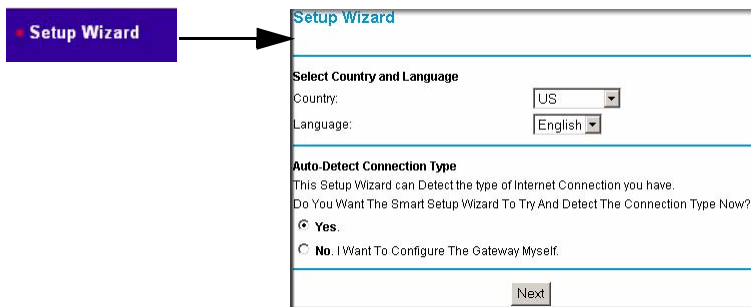 Setup Wizard
Setup Wizard
Select Country and Language
Country: US
Language: English
Auto-Detect Connection Type
This Setup Wizard can Detect the type of Internet Connection you have.
Do You Want The Smart Setup Wizard To Try And Detect The Connection Type Now?
Yes.
No. I Want To Configure The Gateway Myself.
Next